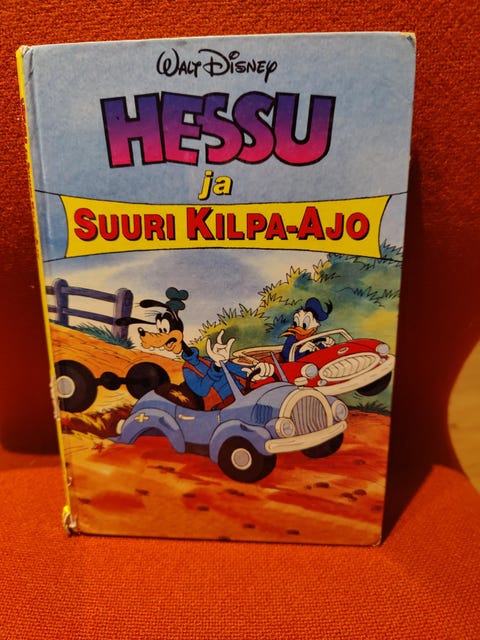 WALT DISNEY
HESSU
ja
SUURI KILPA-AJO